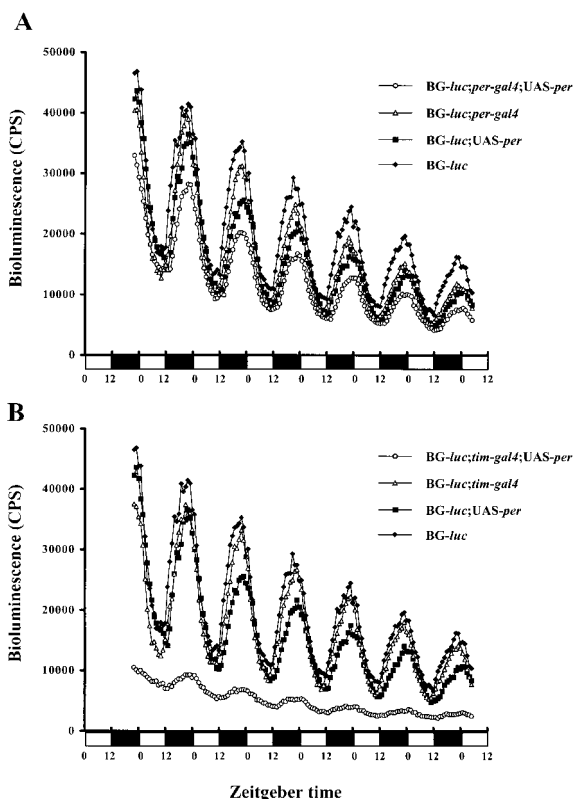 A
Bioluminescence (CPS)
50000
40000
30000
20000
10000
0
BG-luc;per-gal4;UAS-per
BG-luc;per-gal4
BG-luc;UAS-per
BG-luc
0 12 0 12 0 12 0 12 0 12 0 12 0 12 0 12
B
Bioluminescence (CPS)
50000
40000
30000
20000
10000
0
BG-luc;tim-gal4;UAS-per
BG-luc;tim-gal4
BG-luc;UAS-per
BG-luc
0 12 0 12 0 12 0 12 0 12 0 12 0 12 0 12
Zeitgeber time